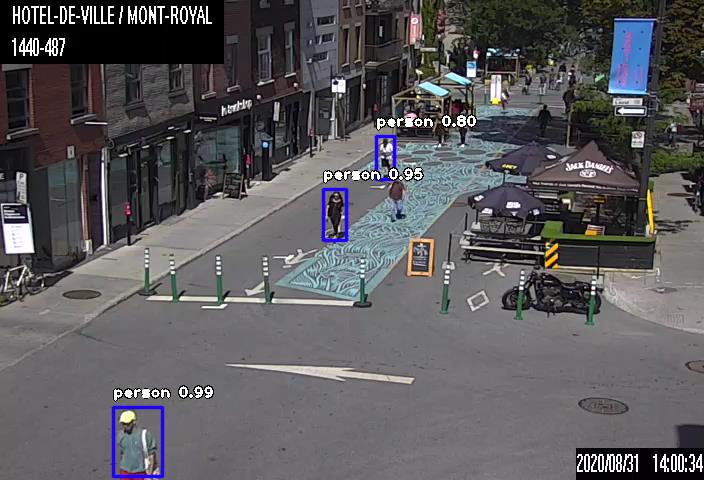 HOTEL-DE-VILLE / MONT-ROYAL
1440-487
person 0.80
person 0.95
person 0.99
JACK DANIEL'S
2020/08/31 14:00:34